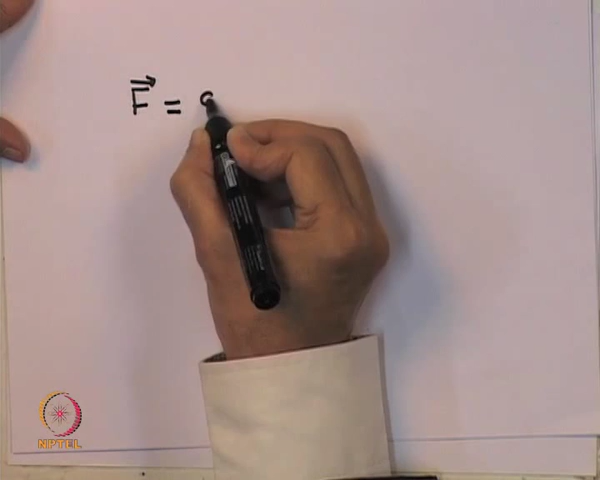 F⃗ =
NPTEL